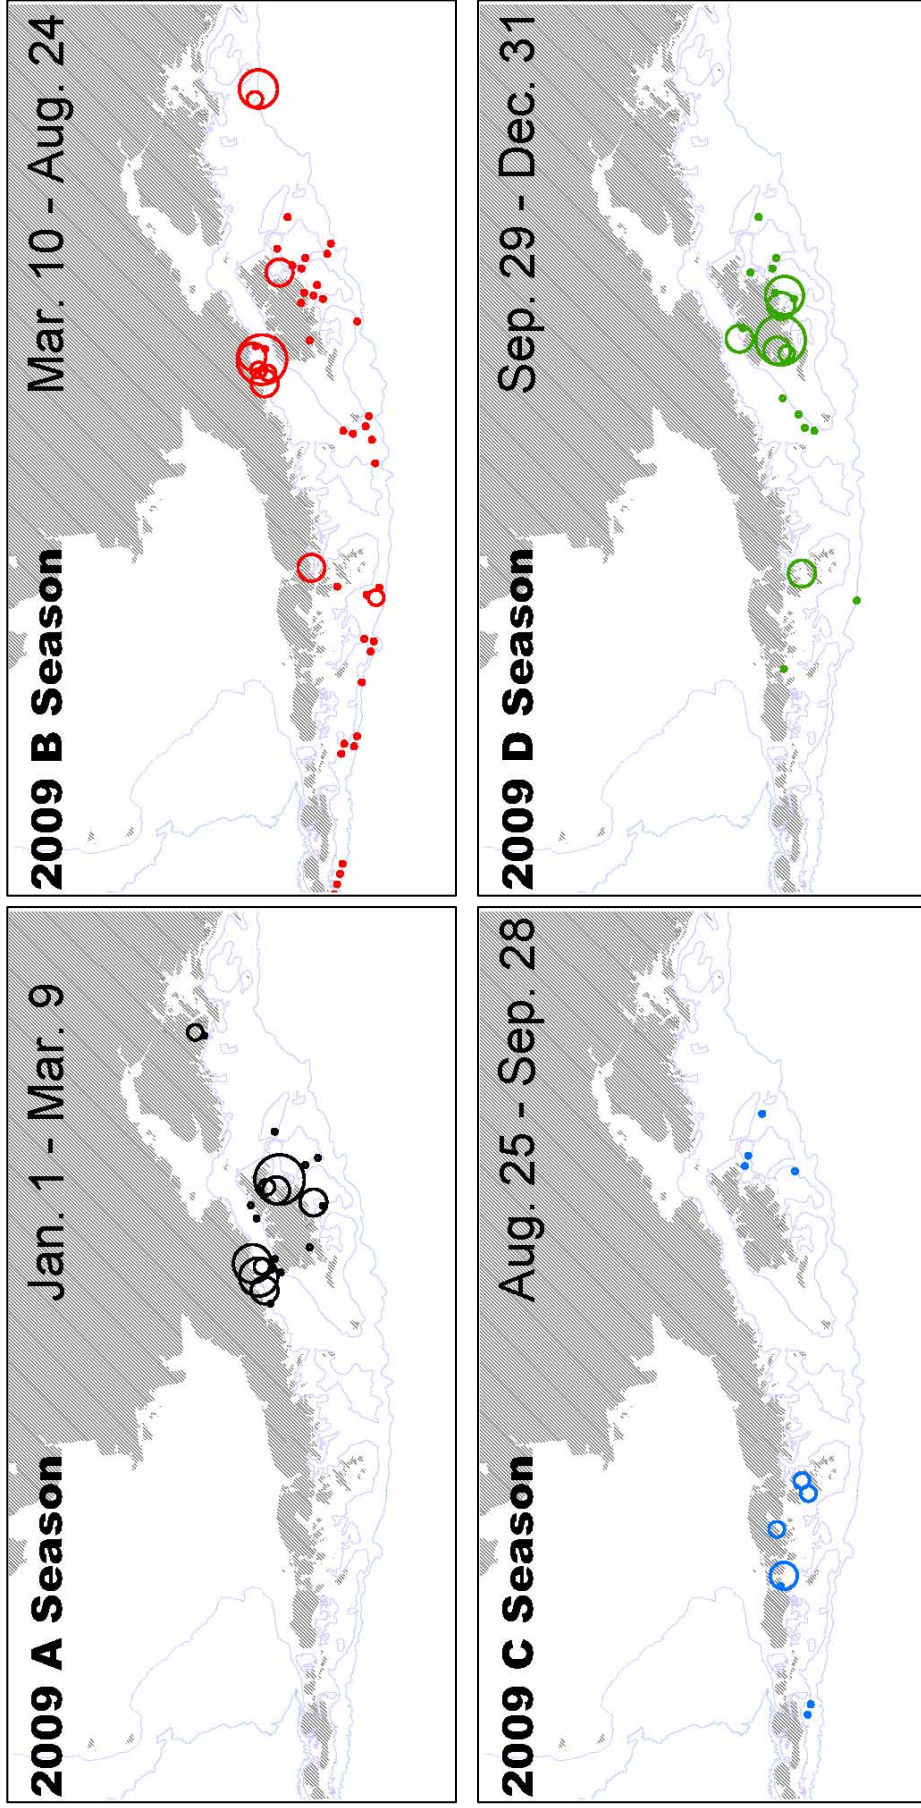 2009 A Season
Jan. 1 - Mar. 9
2009 B Season
Mar. 10 - Aug. 24
2009 C Season
Aug. 25 - Sep. 28
2009 D Season
Sep. 29 - Dec. 31